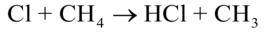 Cl + CH₄ → HCl + CH₃